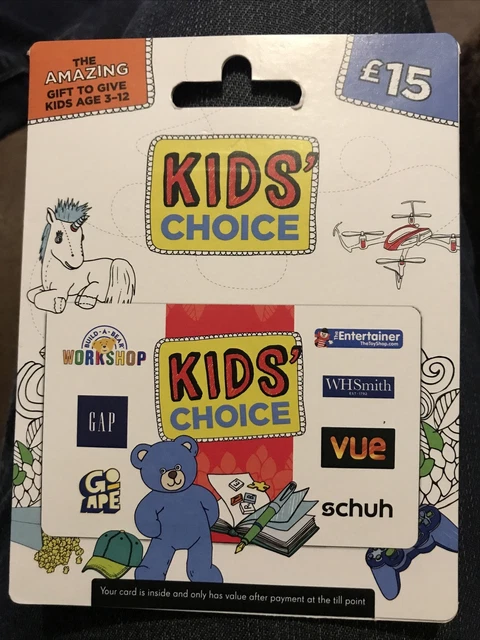 THE
AMAZING
GIFT TO GIVE
KIDS AGE 3-12
£15
KIDS'
CHOICE
BUILD-A-BEAR
WORKSHOP
GAP
GO
APE
KIDS'
CHOICE
The Entertainer
TheToyShop.com
WHSmith
EST. 1792
vue
schuh
Your card is inside and only has value after payment at the till point